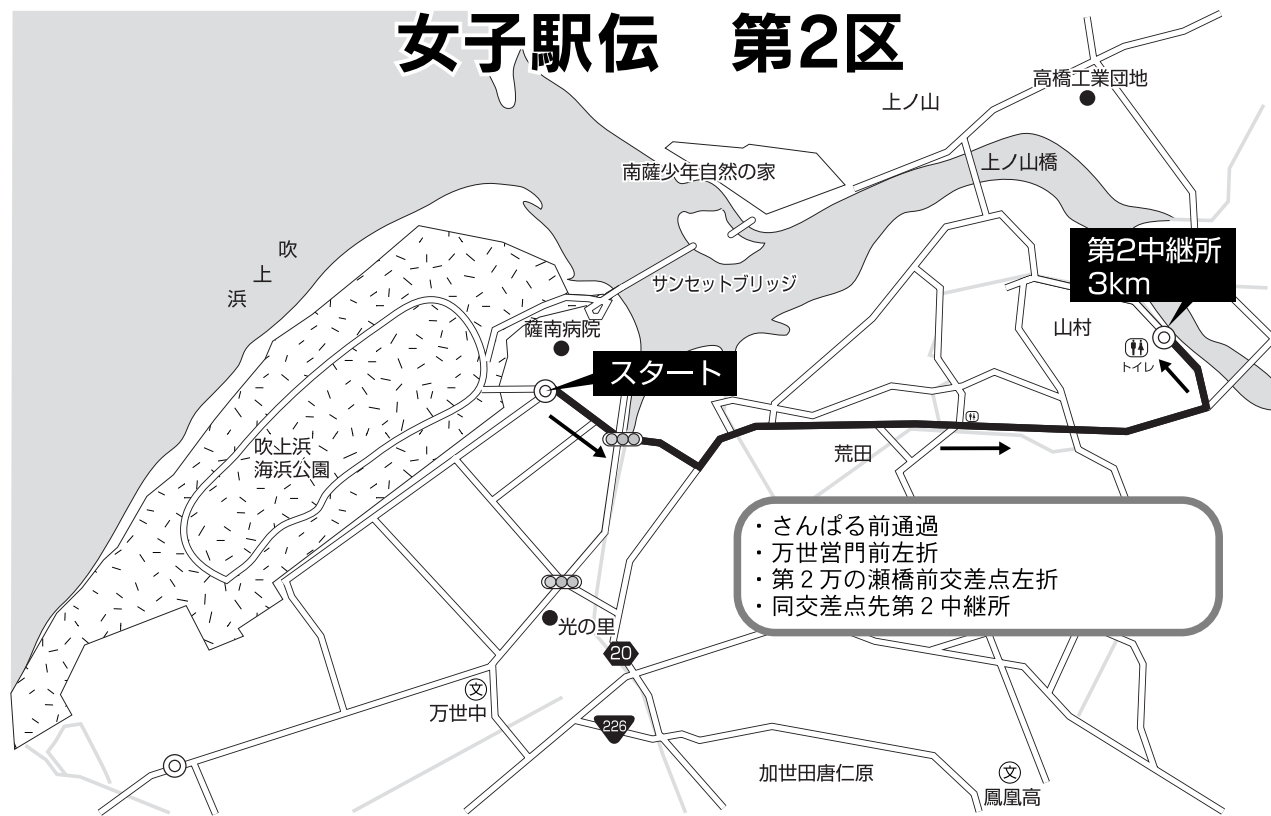 女子駅伝　第2区
高橋工業団地
上ノ山
上ノ山橋
南薩少年自然の家
第2中継所
3km
吹
上
浜
サンセットブリッジ
薩南病院
山村
トイレ
スタート
吹上浜
海浜公園
荒田
・さんぱる前通過
・万世営門前左折
・第２万の瀬橋前交差点左折
・同交差点先第２中継所
光の里
20
文
万世中
226
加世田唐仁原
文
鳳凰高